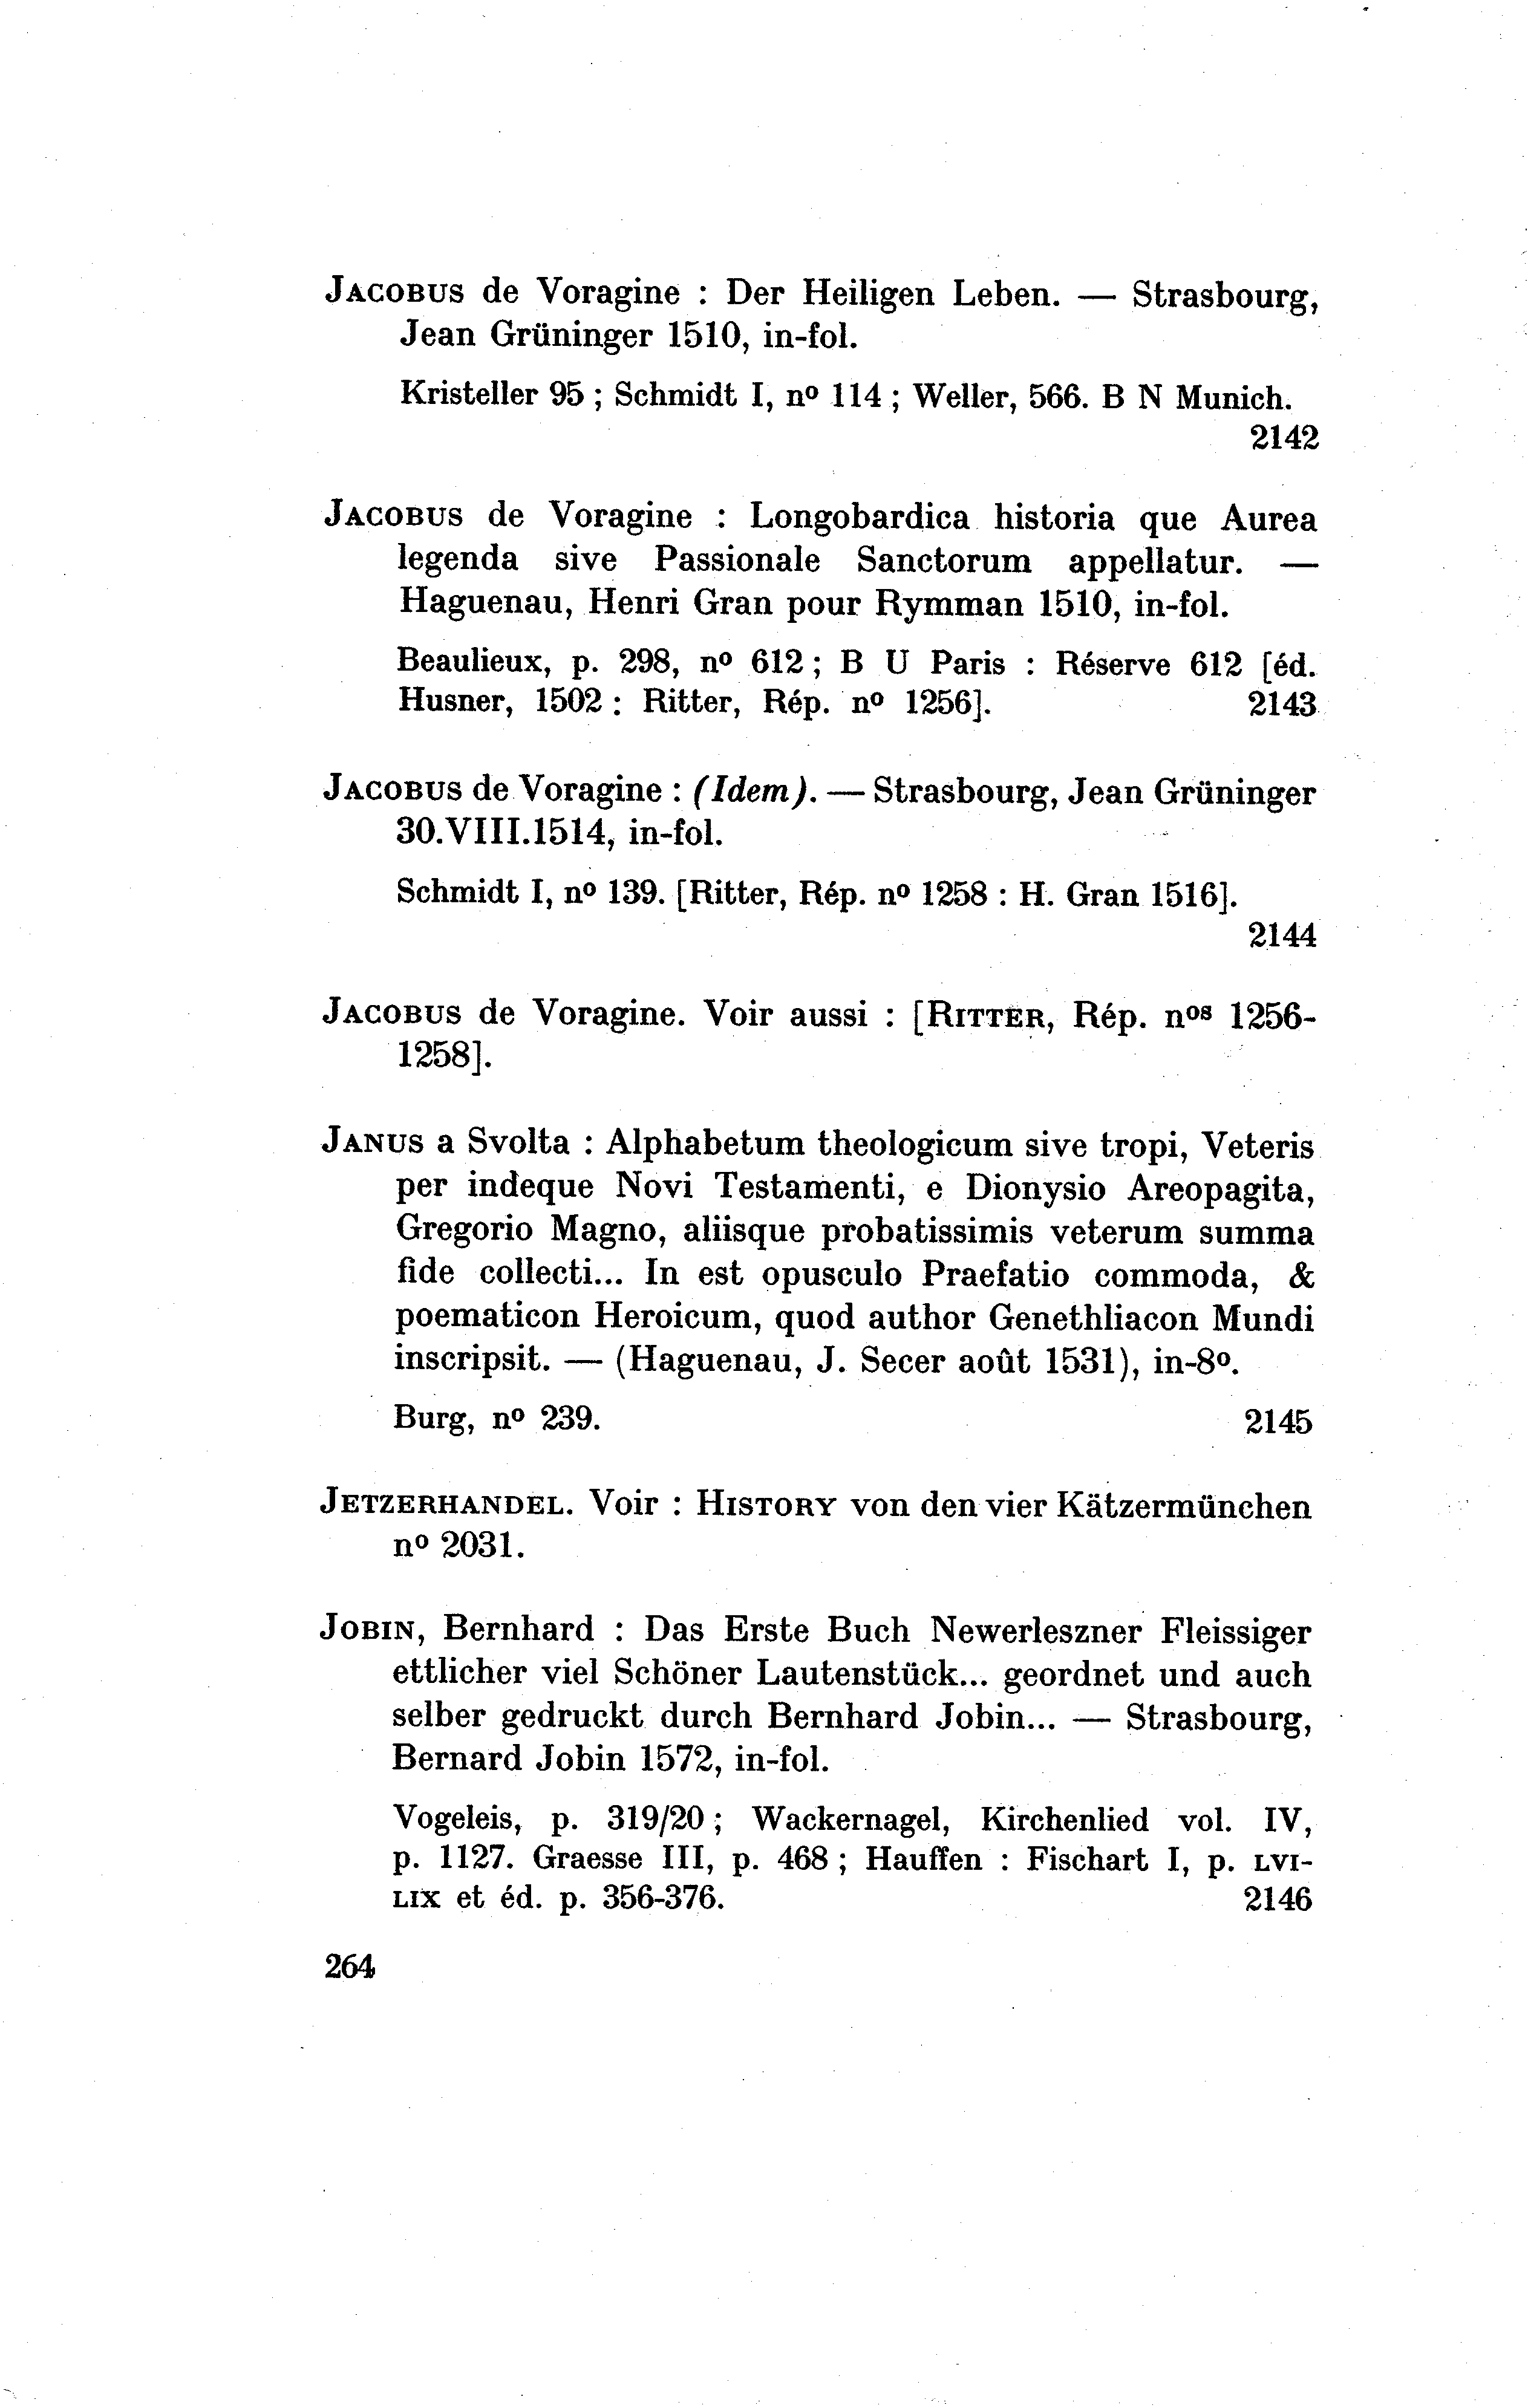 JACOBUS de Voragine : Der Heiligen Leben. — Strasbourg,
Jean Grüninger 1510, in-fol.
Kristeller 95 ; Schmidt I, nº 114 ; Weller, 566. B N Munich.
2142
JACOBUS de Voragine : Longobardica historia que Aurea
legenda sive Passionale Sanctorum appellatur. —
Haguenau, Henri Gran pour Rymman 1510, in-fol.
Beaulieux, p. 298, nº 612 ; B U Paris : Réserve 612 [éd.
Husner, 1502 : Ritter, Rép. nº 1256]. 2143
JACOBUS de Voragine : (Idem). — Strasbourg, Jean Grüninger
30.VIII.1514, in-fol.
Schmidt I, nº 139. [Ritter, Rép. nº 1258 : H. Gran 1516].
2144
JACOBUS de Voragine. Voir aussi : [RITTER, Rép. nos 1256-
1258].
JANUS a Svolta : Alphabetum theologicum sive tropi, Veteris
per indeque Novi Testamenti, e Dionysio Areopagita,
Gregorio Magno, aliisque probatissimis veterum summa
fide collecti... In est opusculo Praefatio commoda, &
poematicon Heroicum, quod author Genethliacon Mundi
inscripsit. — (Haguenau, J. Secer août 1531), in-8º.
Burg, nº 239. 2145
JETZERHANDEL. Voir : HISTORY von den vier Kätzermünchen
nº 2031.
JOBIN, Bernhard : Das Erste Buch Newerleszner Fleissiger
ettlicher viel Schöner Lautenstück... geordnet und auch
selber gedruckt durch Bernhard Jobin... — Strasbourg,
Bernard Jobin 1572, in-fol.
Vogeleis, p. 319/20 ; Wackernagel, Kirchenlied vol. IV,
p. 1127. Graesse III, p. 468 ; Hauffen : Fischart I, p. LVI-
LIX et éd. p. 356-376. 2146
264